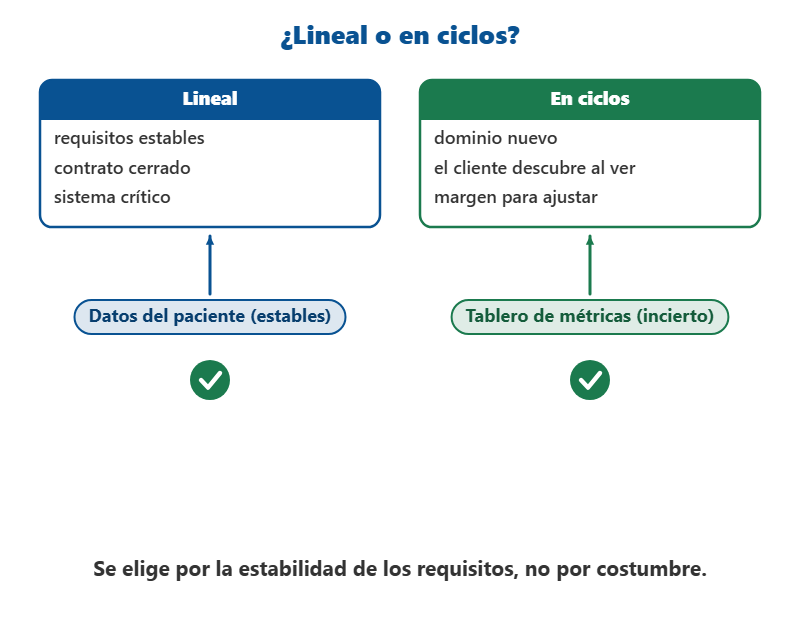 ¿Lineal o en ciclos?
Lineal
requisitos estables
contrato cerrado
sistema crítico
En ciclos
dominio nuevo
el cliente descubre al ver
margen para ajustar
Datos del paciente (estables)
Tablero de métricas (incierto)
Se elige por la estabilidad de los requisitos, no por costumbre.